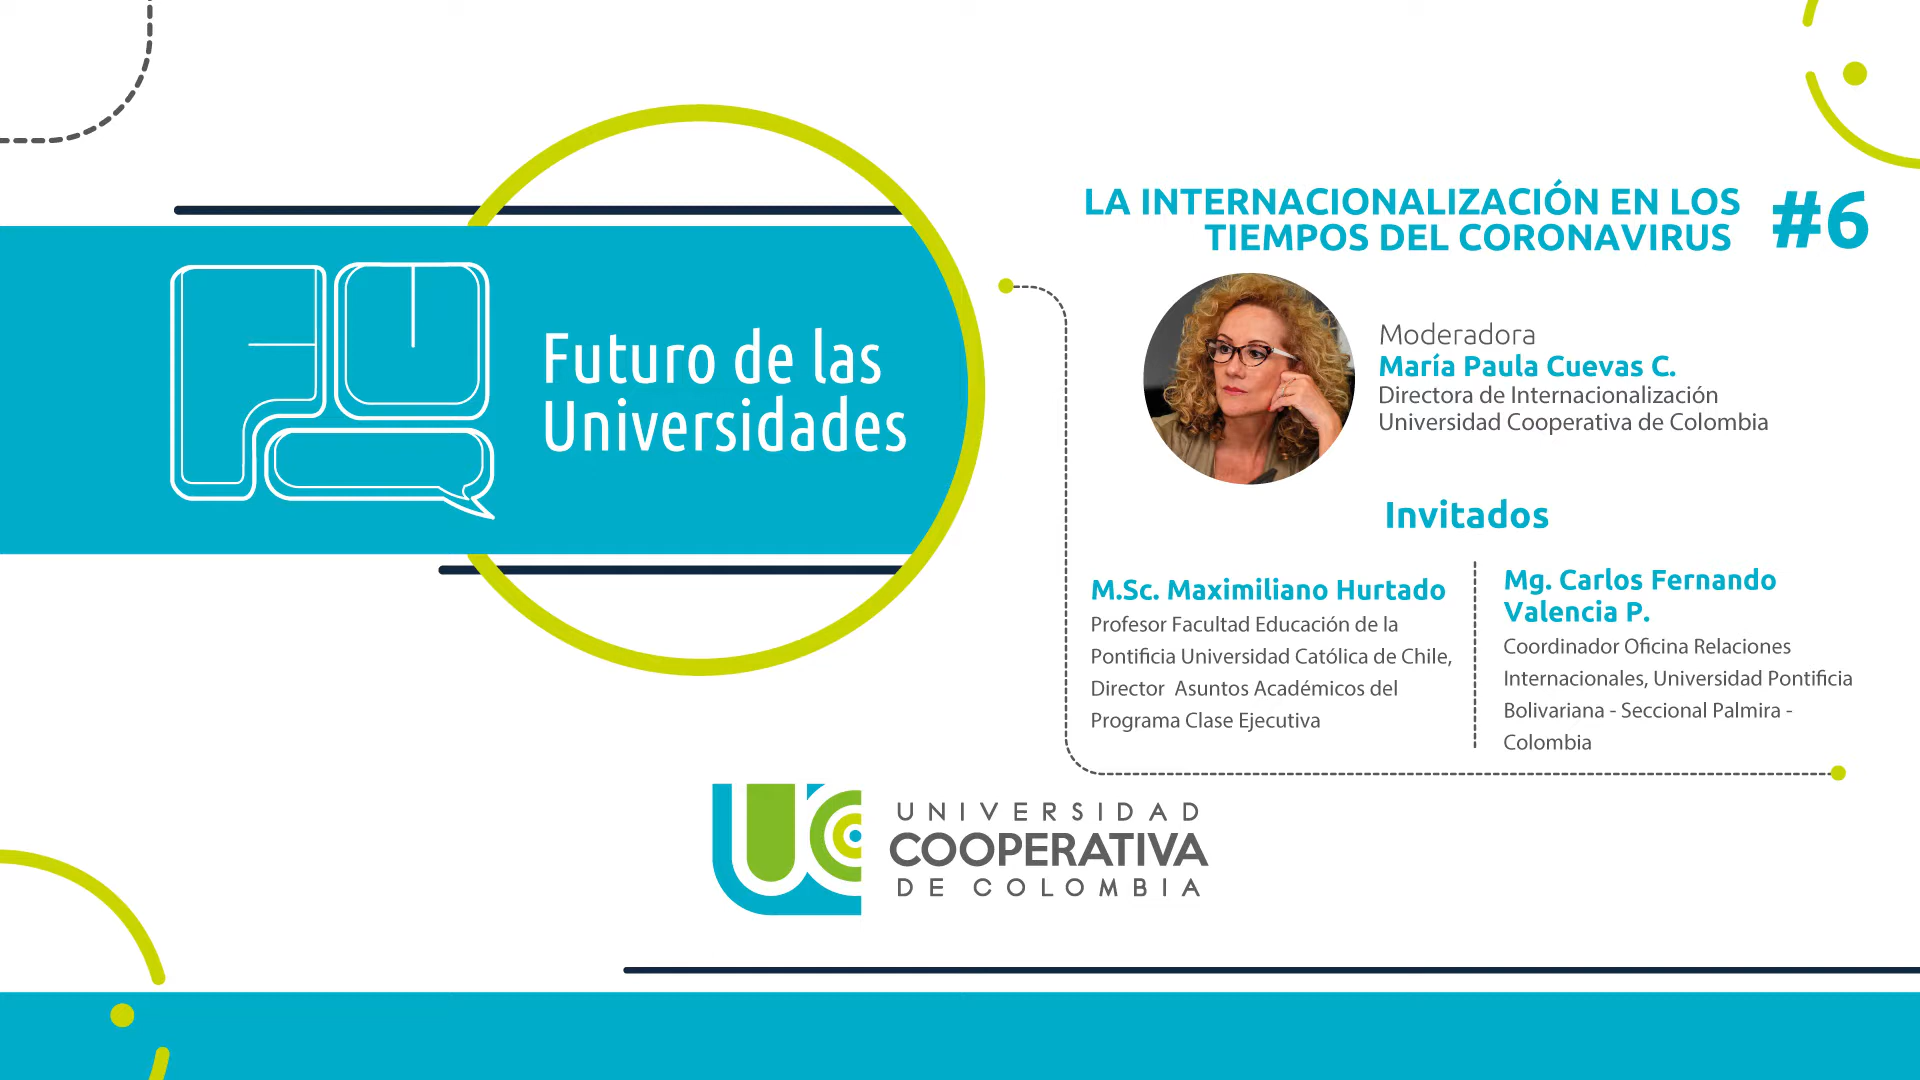 Futuro de las
Universidades
LA INTERNACIONALIZACIÓN EN LOS
TIEMPOS DEL CORONAVIRUS
#6
Moderadora
María Paula Cuevas C.
Directora de Internacionalización
Universidad Cooperativa de Colombia
Invitados
M.Sc. Maximiliano Hurtado
Profesor Facultad Educación de la
Pontificia Universidad Católica de Chile,
Director Asuntos Académicos del
Programa Clase Ejecutiva
Mg. Carlos Fernando
Valencia P.
Coordinador Oficina Relaciones
Internacionales, Universidad Pontificia
Bolivariana - Seccional Palmira -
Colombia
UC
UNIVERSIDAD
COOPERATIVA
DE COLOMBIA